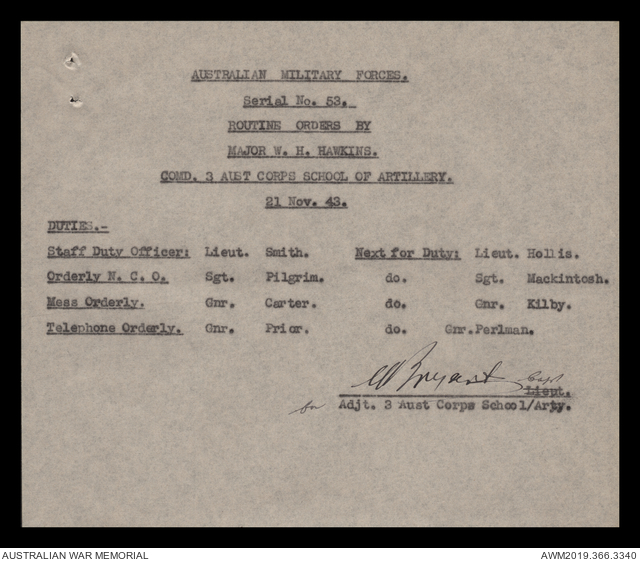 AUSTRALIAN MILITARY FORCES.
Serial No. 53.
ROUTINE ORDERS BY
MAJOR W. H. HAWKINS.
COMD. 3 AUST CORPS SCHOOL OF ARTILLERY.
21 Nov. 43.
DUTIES.-
Staff Duty Officer: Lieut. Smith. Next for Duty: Lieut. Hollis.
Orderly N. C. O. Sgt. Pilgrim. do. Sgt. Mackintosh.
Mess Orderly. Gnr. Carter. do. Gnr. Kilby.
Telephone Orderly. Gnr. Prior. do. Gnr.Perlman.
Bryant Capt
Lieut.
for Adjt. 3 Aust Corps School/Arty.
AUSTRALIAN WAR MEMORIAL AWM2019.366.3340